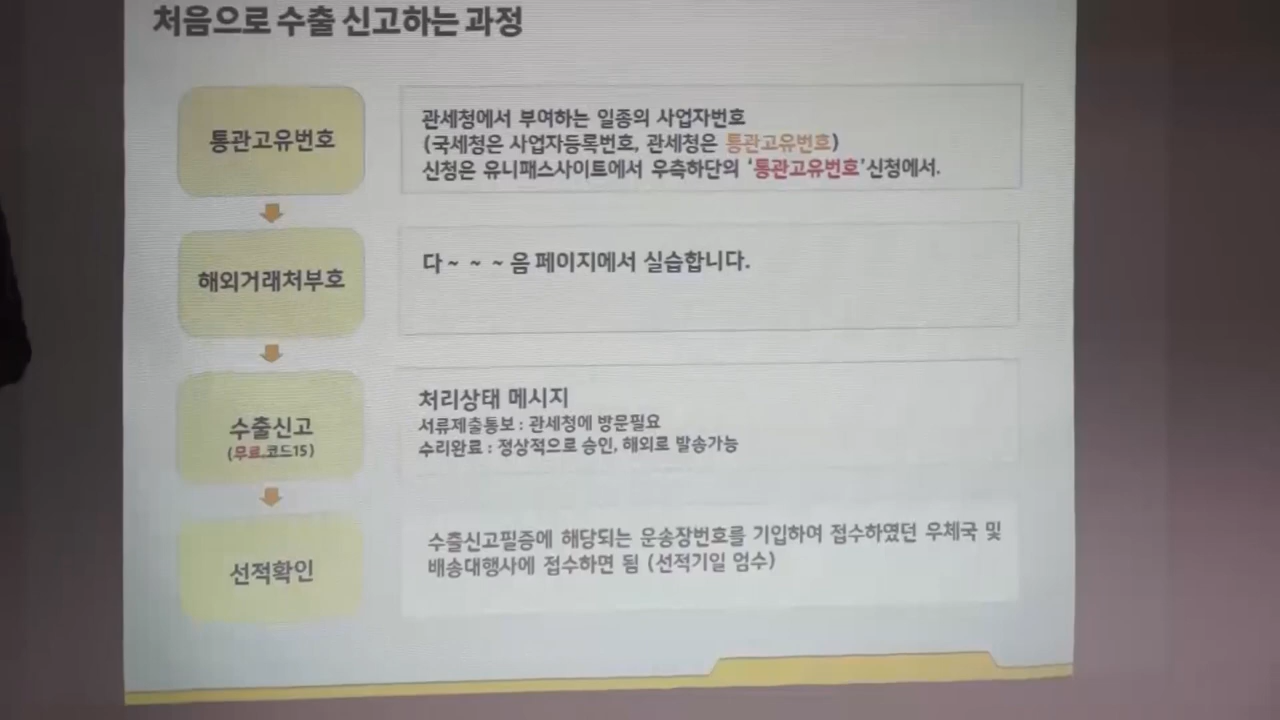 처음으로 수출 신고하는 과정
통관고유번호
관세청에서 부여하는 일종의 사업자번호
(국세청은 사업자등록번호, 관세청은 통관고유번호)
신청은 유니패스사이트에서 우측하단의 '통관고유번호'신청에서.
해외거래처부호
다~ ~ ~ 음 페이지에서 실습합니다.
수출신고
(무료,코드15)
처리상태 메시지
서류제출통보 : 관세청에 방문필요
수리완료 : 정상적으로 승인, 해외로 발송가능
선적확인
수출신고필증에 해당되는 운송장번호를 기입하여 접수하였던 우체국 및
배송대행사에 접수하면 됨 (선적기일 엄수)